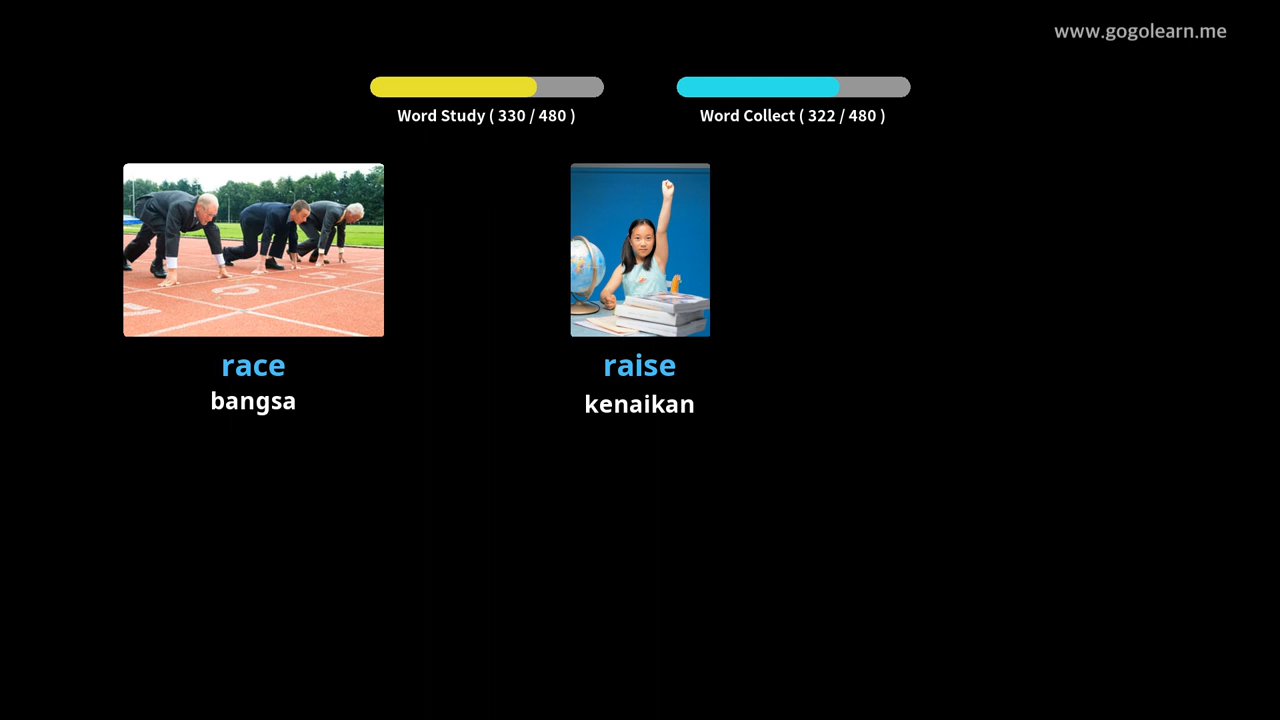 www.gogolearn.me
Word Study ( 330 / 480 )
Word Collect ( 322 / 480 )
race
bangsa
raise
kenaikan